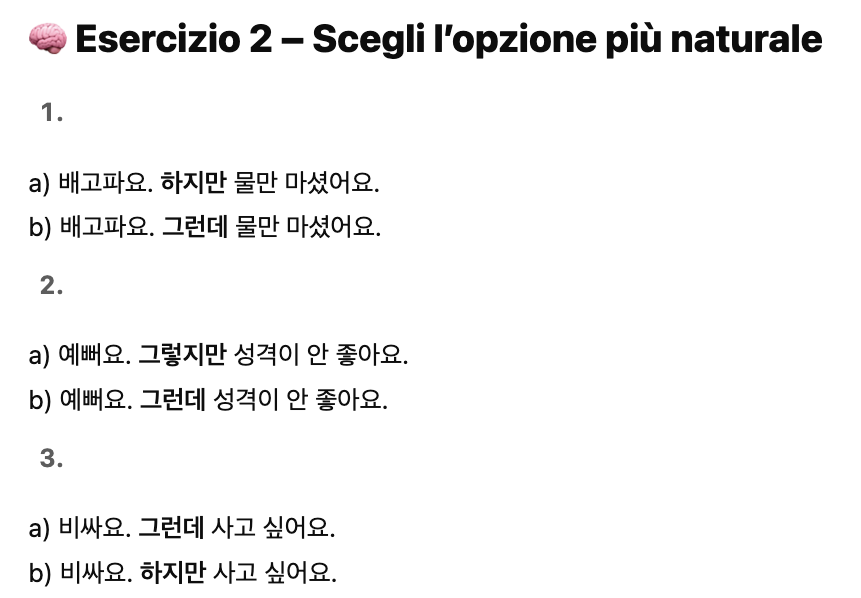 🧠 Esercizio 2 – Scegli l’opzione più naturale
1.
a) 배고파요. 하지만 물만 마셨어요.
b) 배고파요. 그런데 물만 마셨어요.
2.
a) 예뻐요. 그렇지만 성격이 안 좋아요.
b) 예뻐요. 그런데 성격이 안 좋아요.
3.
a) 비싸요. 그런데 사고 싶어요.
b) 비싸요. 하지만 사고 싶어요.